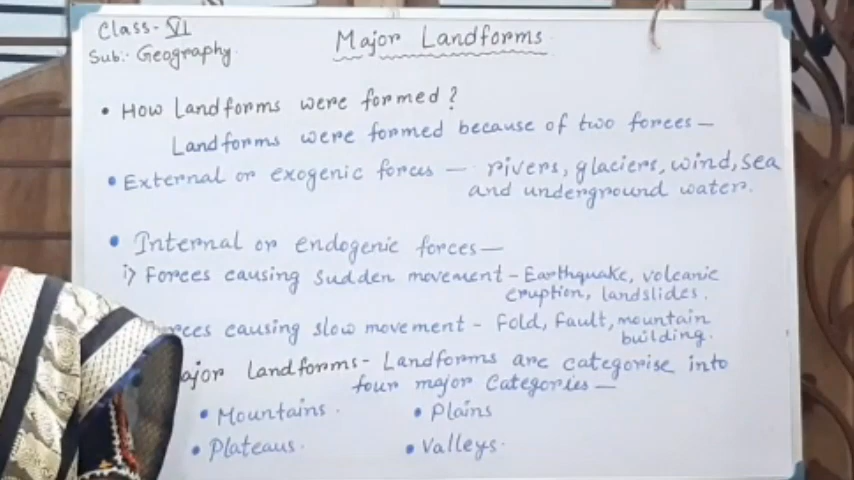 Class - VI
Sub:- Geography.
Major Landforms
• How Landforms were formed?
Landforms were formed because of two forces —
• External or exogenic forces — rivers, glaciers, wind, sea
and underground water.
• Internal or endogenic forces —
i) Forces causing sudden movement - Earthquake, volcanic
eruption, landslides.
rces causing slow movement - Fold, Fault, mountain
building.
ajor Landforms - Landforms are categorise into
four major Categories —
• Mountains.
• Plains
• Plateaus.
• Valleys.